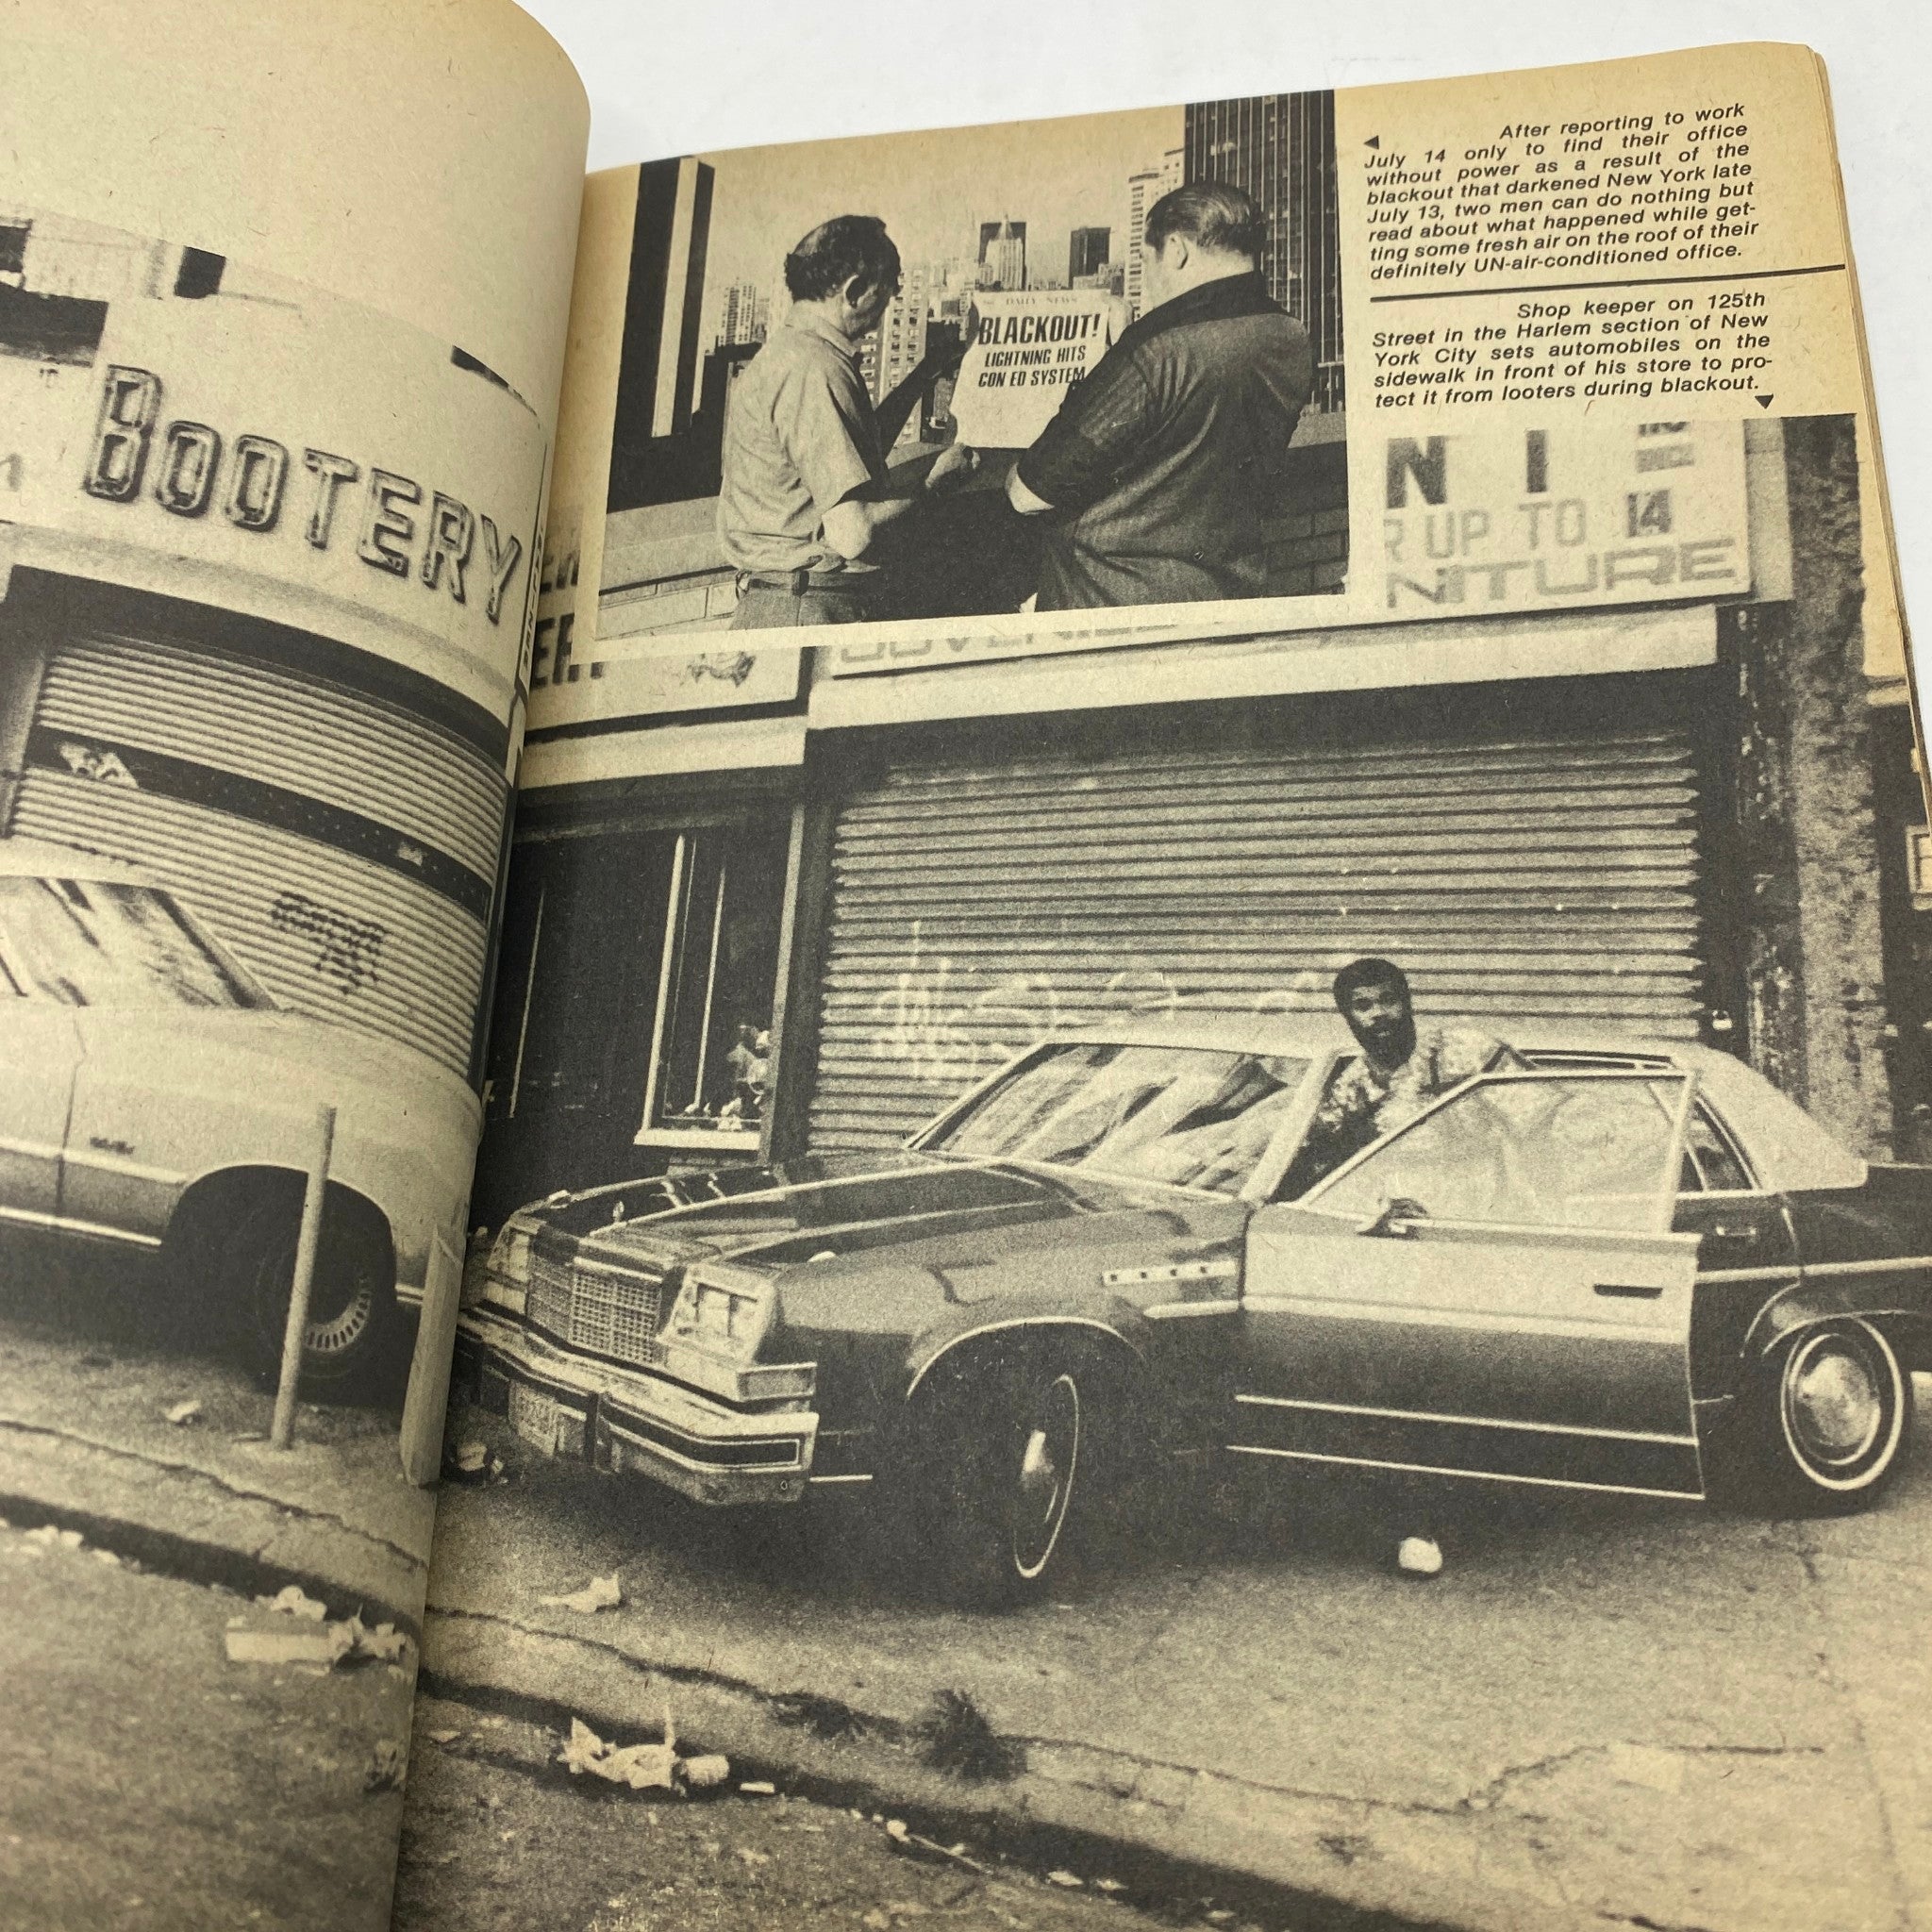 BOOTERY
DAILY NEWS
BLACKOUT!
LIGHTNING HITS
CON ED SYSTEM
After reporting to work
July 14 only to find their office
without power as a result of the
blackout that darkened New York late
July 13, two men can do nothing but
read about what happened while get-
ting some fresh air on the roof of their
definitely UN-air-conditioned office.
Shop keeper on 125th
Street in the Harlem section of New
York City sets automobiles on the
sidewalk in front of his store to pro-
tect it from looters during blackout.
N I
R UP TO 14
NITURE